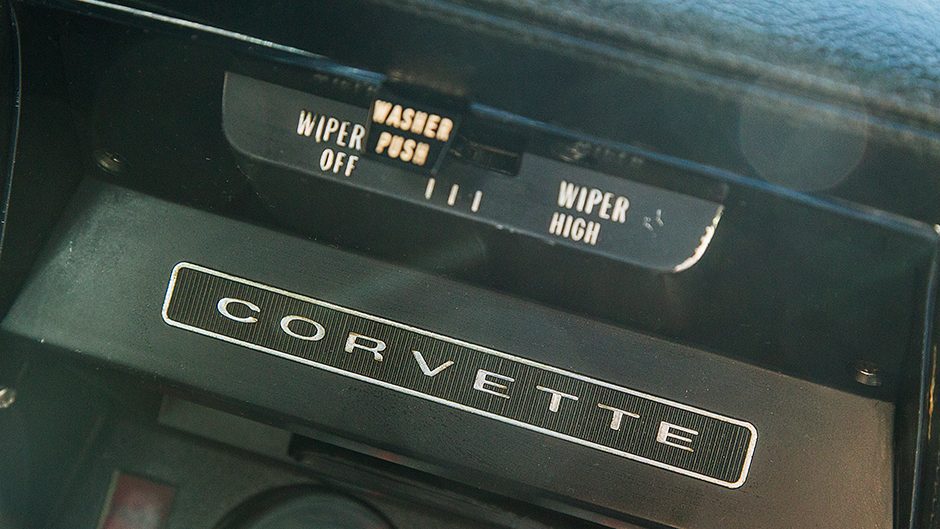 WIPER
OFF
WASHER
PUSH
WIPER
HIGH
CORVETTE